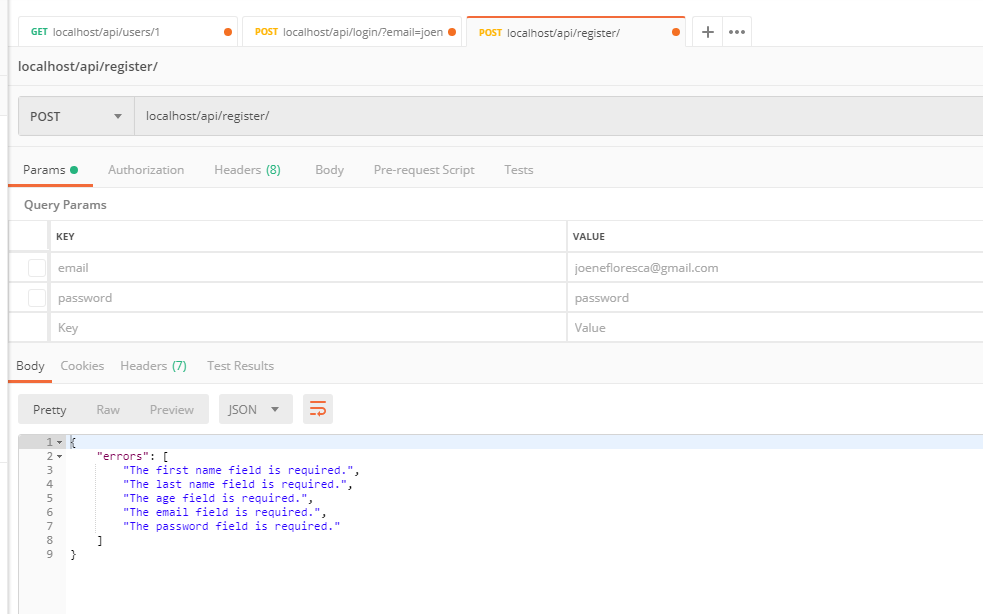 GET localhost/api/users/1 POST localhost/api/login/?email=joen POST localhost/api/register/ + •••
localhost/api/register/
POST localhost/api/register/
Params Authorization Headers (8) Body Pre-request Script Tests
Query Params
KEY VALUE
email joenefloresca@gmail.com
password password
Key Value
Body Cookies Headers (7) Test Results
Pretty Raw Preview JSON
1 {
2 "errors": [
3 "The first name field is required.",
4 "The last name field is required.",
5 "The age field is required.",
6 "The email field is required.",
7 "The password field is required."
8 ]
9 }